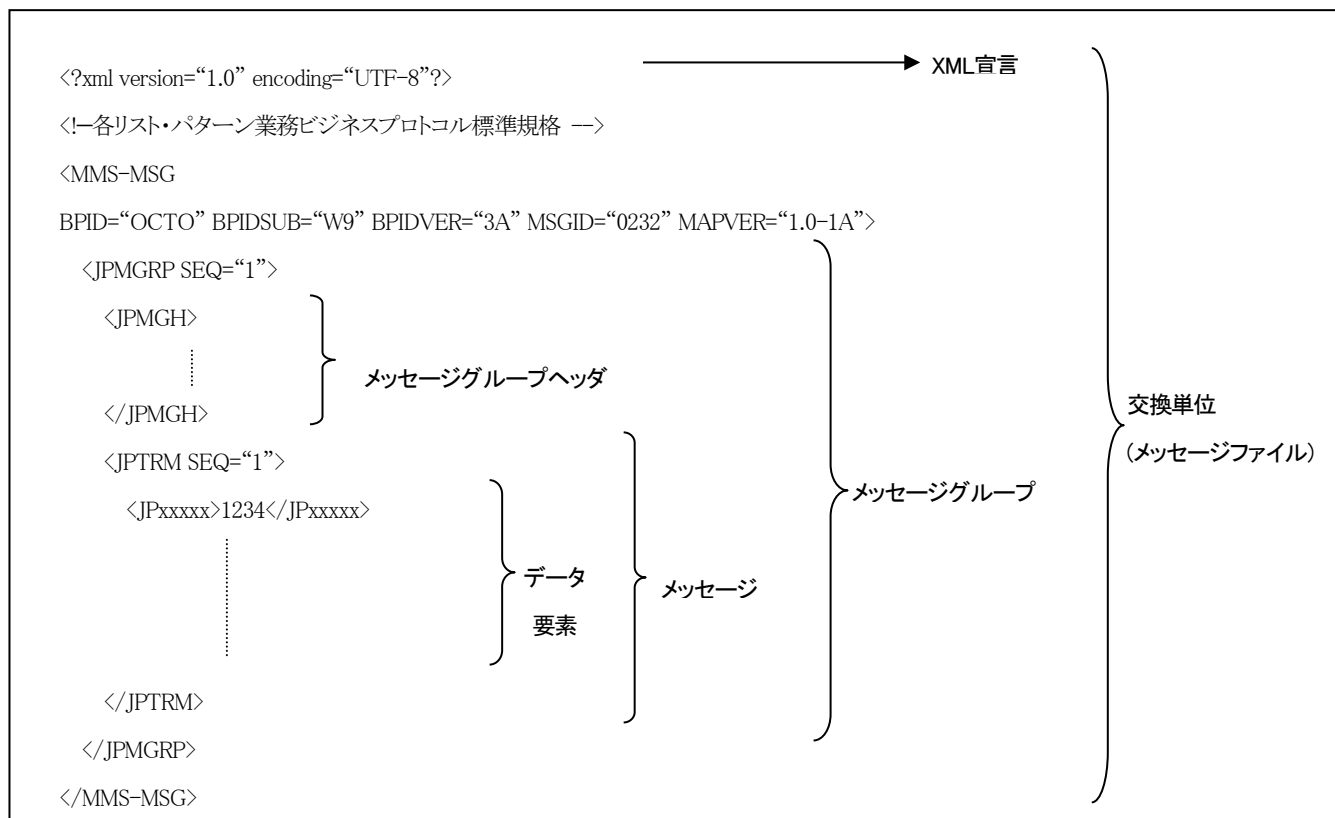 <?xml version=“1.0” encoding=“UTF-8”?>
XML宣言
<!—各リスト・パターン業務ビジネスプロトコル標準規格 -->
<MMS-MSG
BPID=“OCTO” BPIDSUB=“W9” BPIDVER=“3A” MSGID=“0232” MAPVER=“1.0-1A”>
<JPMGRP SEQ=“1”>
<JPMGH>
メッセージグループヘッダ
</JPMGH>
交換単位
(メッセージファイル)
<JPTRM SEQ=“1”>
メッセージグループ
<JPxxxxx>1234</JPxxxxx>
データ
要素
メッセージ
</JPTRM>
</JPMGRP>
</MMS-MSG>